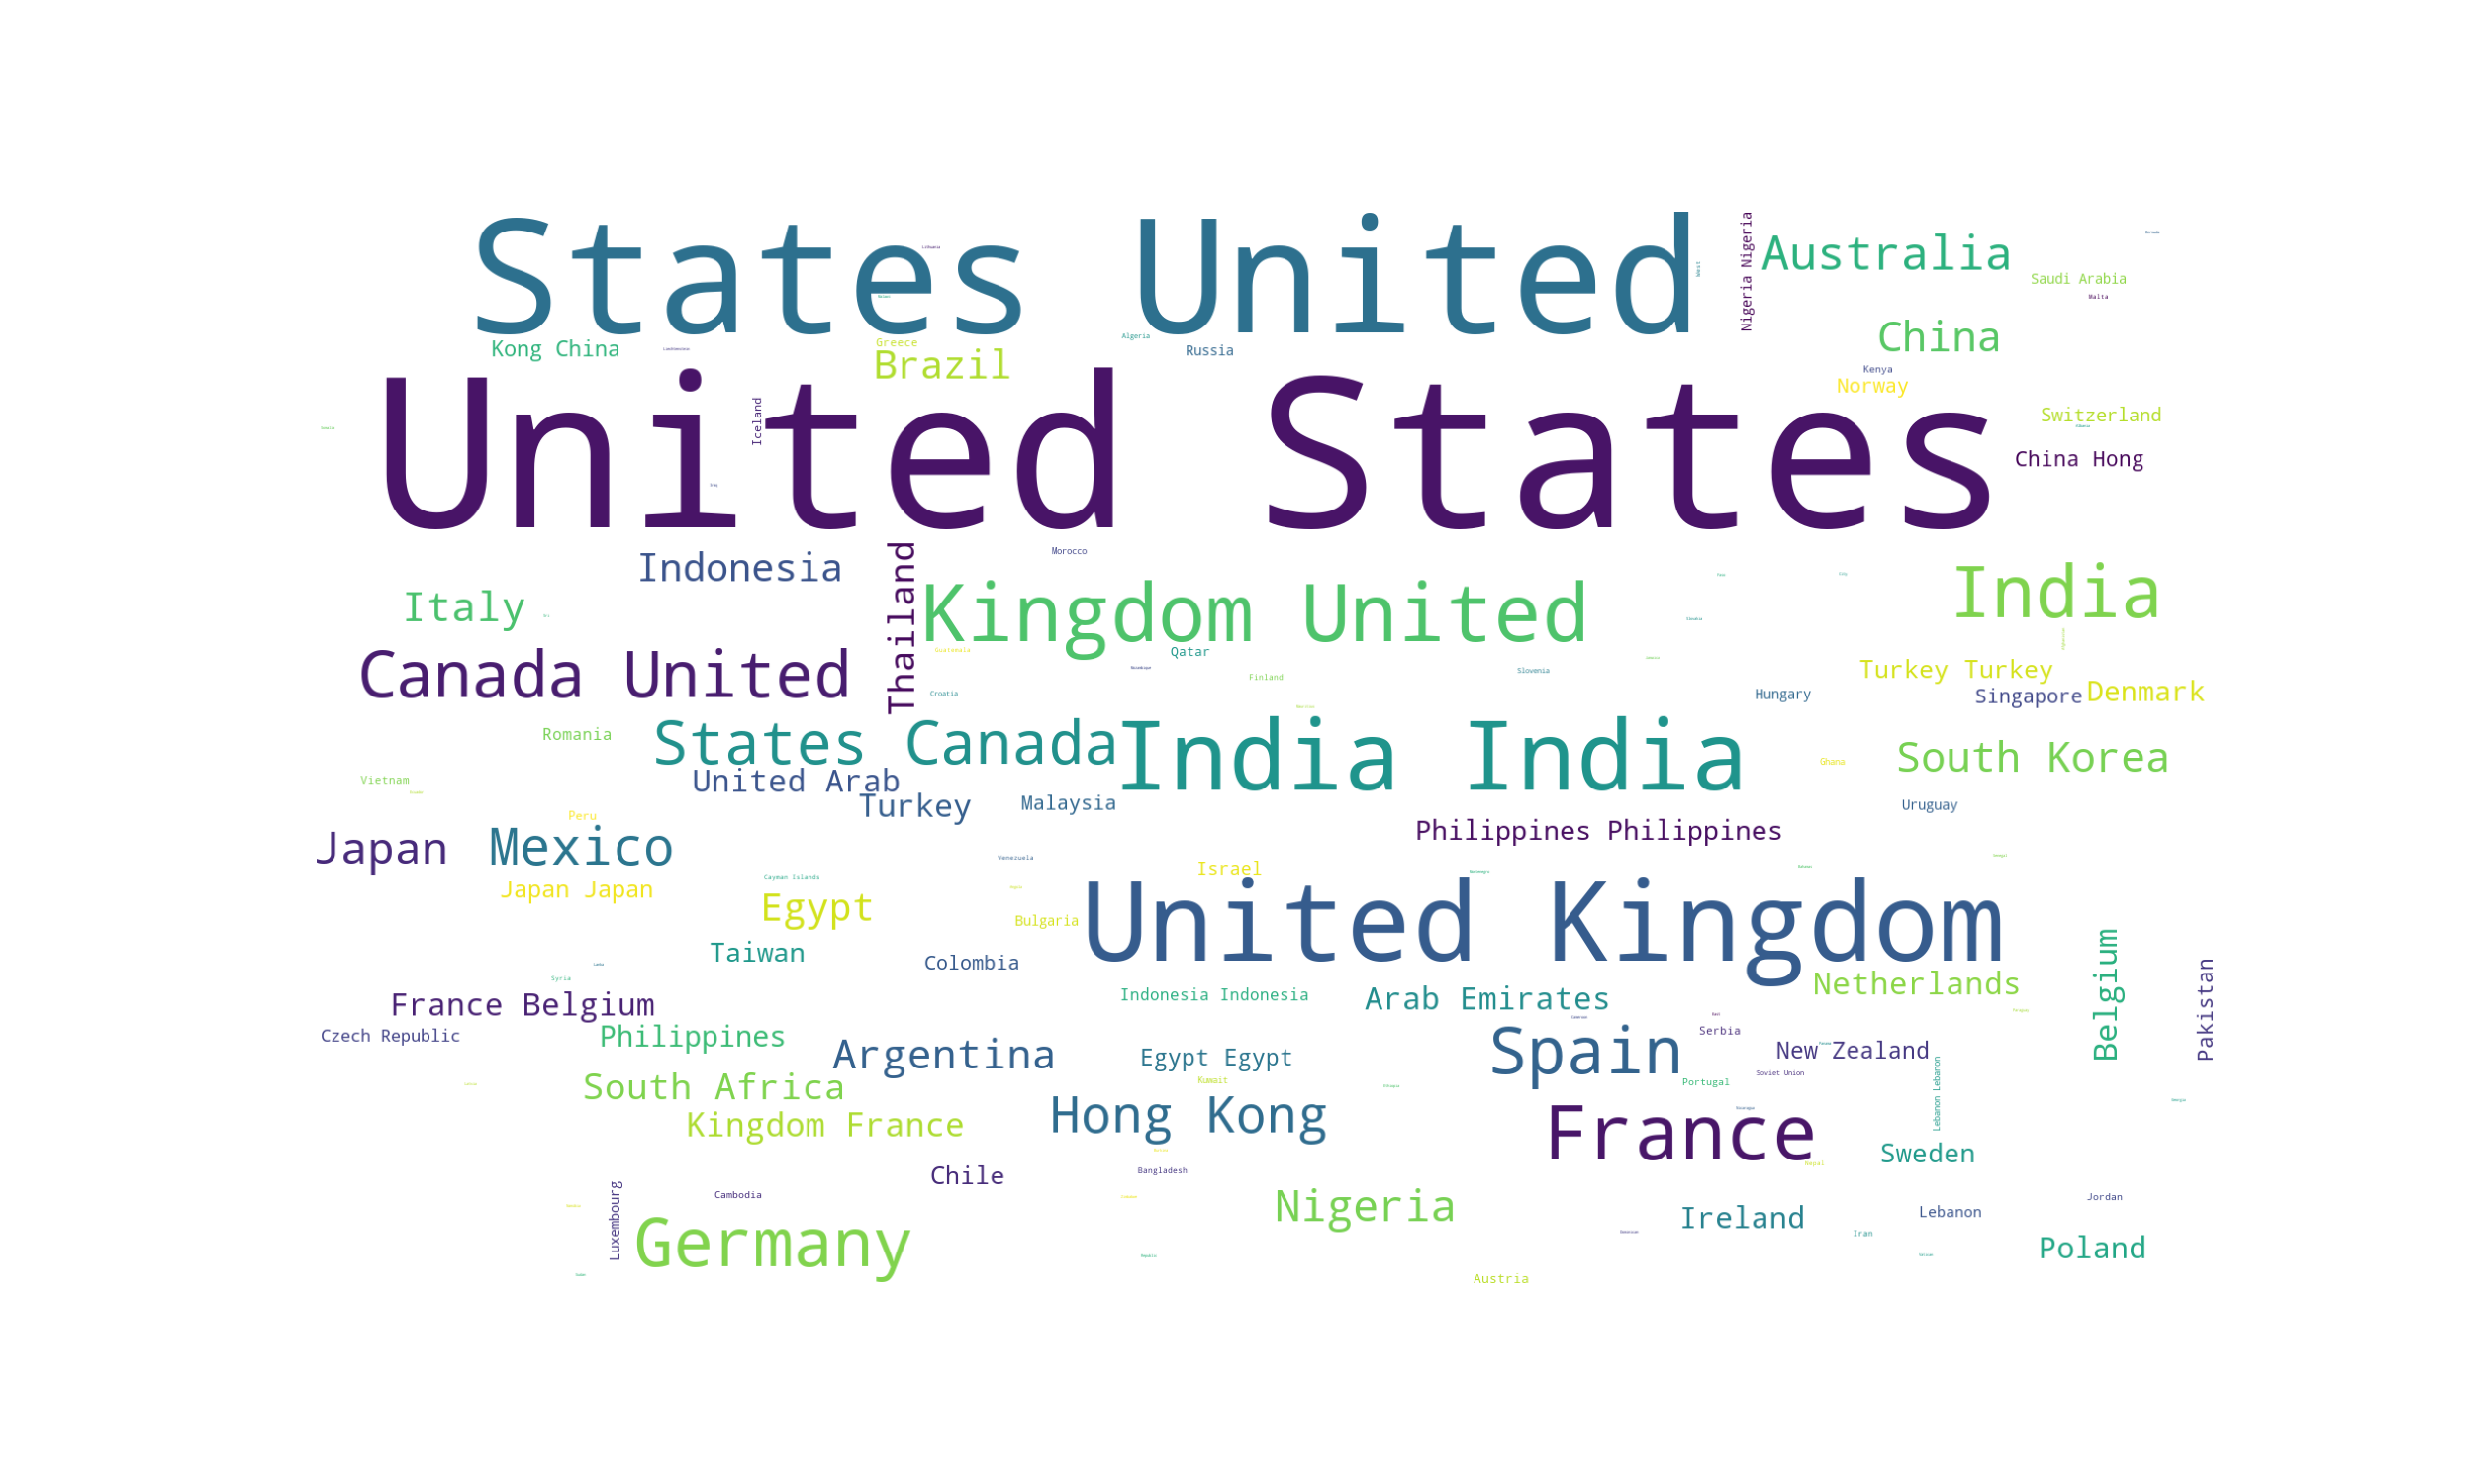 States United
Nigeria Nigeria
Australia
Saudi Arabia
Malta
West
Lithuania
Kong China
Greece
Brazil
Algeria
Russia
China
Kenya
Norway
United States
Iceland
Switzerland
China Hong
Indonesia
Thailand
Morocco
Italy
Kingdom United
India
Canada United
Guatemala
Qatar
Finland
Croatia
Slovenia
Turkey Turkey
Hungary
Singapore
Denmark
Romania
States Canada
India India
South Korea
Vietnam
United Arab
Turkey
Malaysia
Ghana
Uruguay
Peru
Philippines Philippines
Japan
Mexico
Venezuela
Israel
Japan Japan
Cayman Islands
Egypt
Bulgaria
United Kingdom
Taiwan
Colombia
Netherlands
Belgium
Pakistan
Syria
France Belgium
Indonesia Indonesia
Arab Emirates
Czech Republic
Philippines
Argentina
Egypt Egypt
Spain
Serbia
New Zealand
Soviet Union
Lebanon Lebanon
South Africa
Kuwait
Portugal
Kingdom France
Hong Kong
France
Sweden
Nepal
Chile
Bangladesh
Cambodia
Luxembourg
Nigeria
Ireland
Lebanon
Jordan
Germany
Iran
Poland
Austria